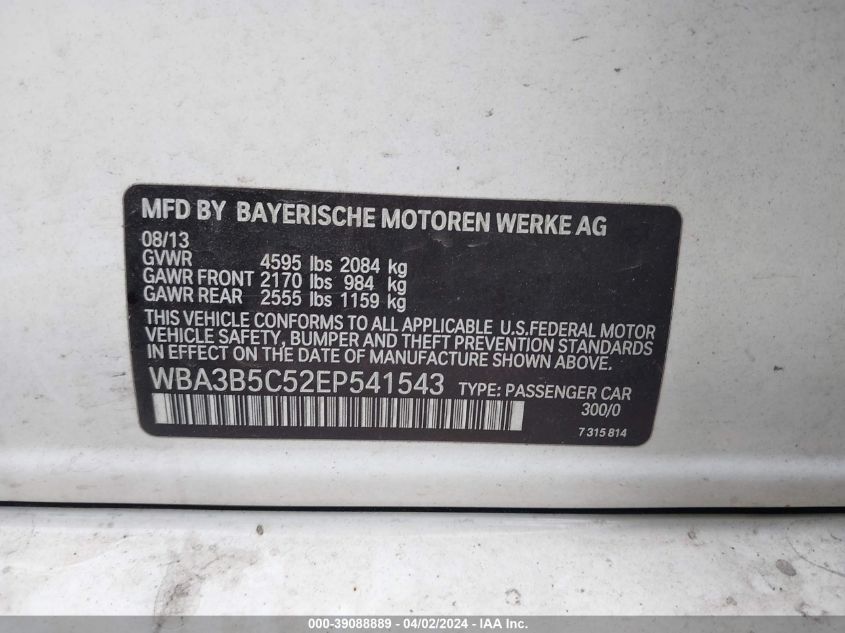 MFD BY BAYERISCHE MOTOREN WERKE AG
08/13
GVWR 4595 lbs 2084 kg
GAWR FRONT 2170 lbs 984 kg
GAWR REAR 2555 lbs 1159 kg
THIS VEHICLE CONFORMS TO ALL APPLICABLE U.S.FEDERAL MOTOR
VEHICLE SAFETY, BUMPER AND THEFT PREVENTION STANDARDS
IN EFFECT ON THE DATE OF MANUFACTURE SHOWN ABOVE.
WBA3B5C52EP541543 TYPE: PASSENGER CAR
300/0
7 315 814
000-39088889 - 04/02/2024 - IAA Inc.